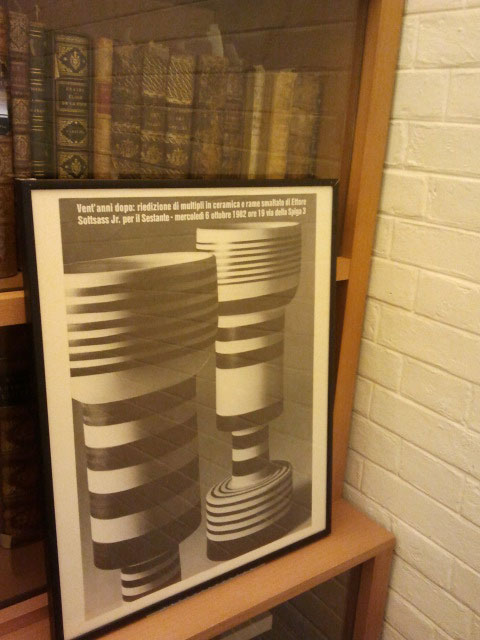 Vent'anni dopo: riedizione di multipli in ceramica e rame smaltato di Ettore
Sottsass Jr. per il Sestante - mercoledì 6 ottobre 1982 ore 19 via della Spiga 3